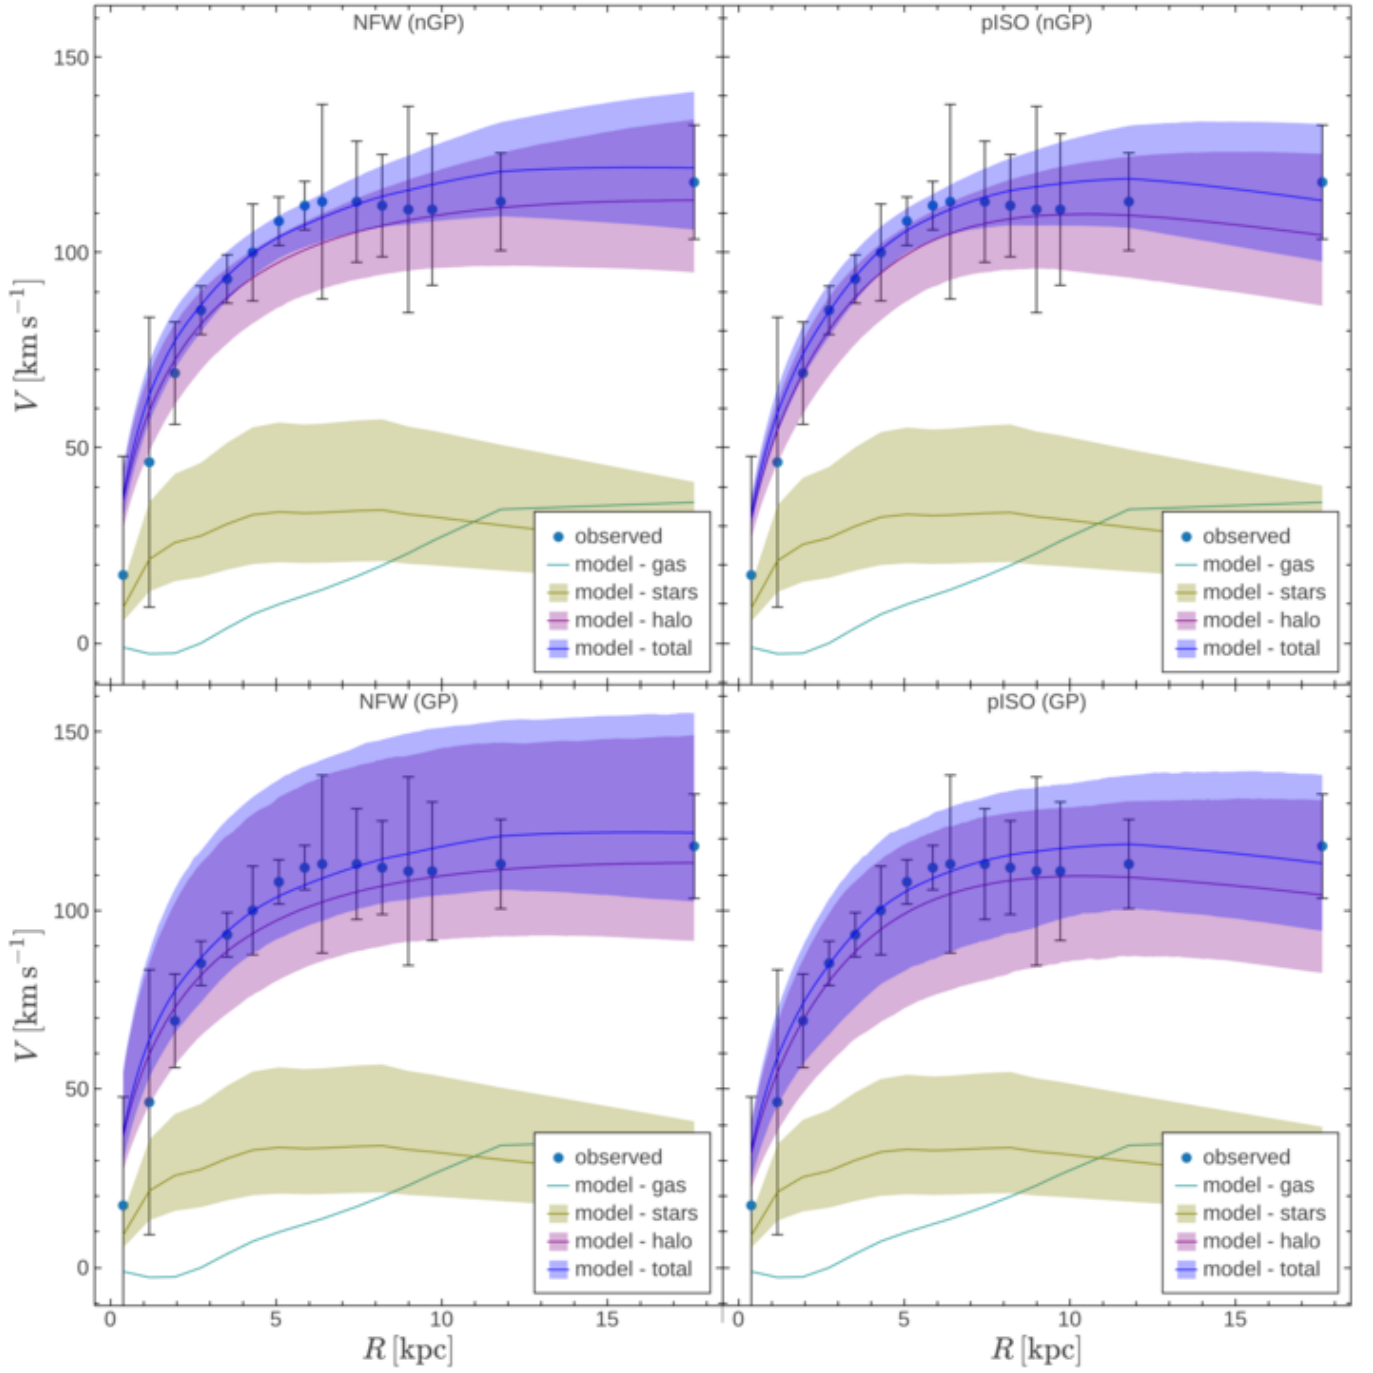 NFW (nGP)
pISO (nGP)
150
100
50
0
V [km s⁻¹]
observed
model - gas
model - stars
model - halo
model - total
observed
model - gas
model - stars
model - halo
model - total
NFW (GP)
pISO (GP)
150
100
50
0
V [km s⁻¹]
observed
model - gas
model - stars
model - halo
model - total
observed
model - gas
model - stars
model - halo
model - total
0 5 10 15
0 5 10 15
R [kpc]
R [kpc]